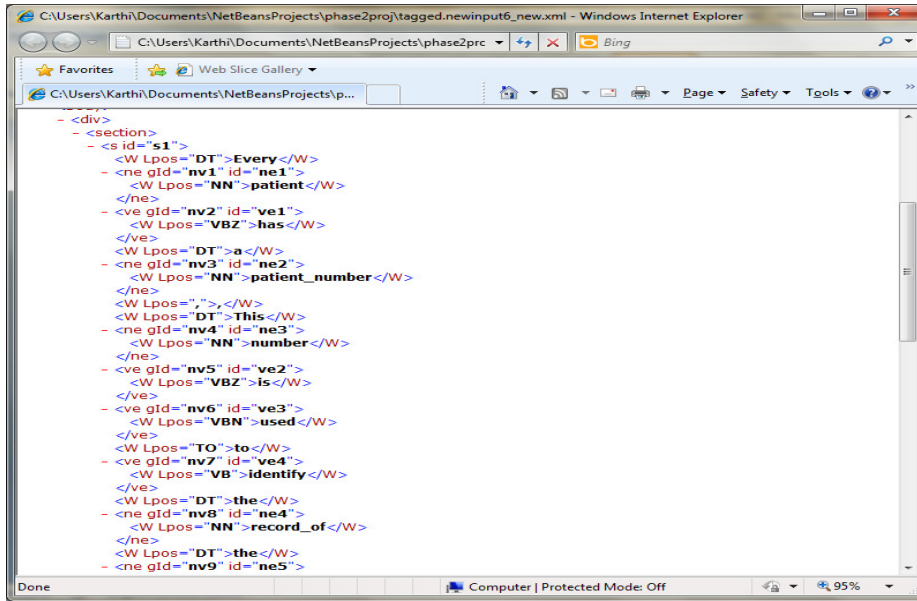 C:\Users\Karthi\Documents\NetBeansProjects\phase2proj\tagged.newinput6_new.xml - Windows Internet Explorer
C:\Users\Karthi\Documents\NetBeansProjects\phase2prc Bing
Favorites Web Slice Gallery
C:\Users\Karthi\Documents\NetBeansProjects\p... Page Safety Tools »
- <div>
- <section>
- <s id="s1">
<W Lpos="DT">Every</W>
- <ne gId="nv1" id="ne1">
<W Lpos="NN">patient</W>
</ne>
- <ve gId="nv2" id="ve1">
<W Lpos="VBZ">has</W>
</ve>
<W Lpos="DT">a</W>
- <ne gId="nv3" id="ne2">
<W Lpos="NN">patient_number</W>
</ne>
<W Lpos=",">,</W>
<W Lpos="DT">This</W>
- <ne gId="nv4" id="ne3">
<W Lpos="NN">number</W>
</ne>
- <ve gId="nv5" id="ve2">
<W Lpos="VBZ">is</W>
</ve>
- <ve gId="nv6" id="ve3">
<W Lpos="VBN">used</W>
</ve>
<W Lpos="TO">to</W>
- <ve gId="nv7" id="ve4">
<W Lpos="VB">identify</W>
</ve>
<W Lpos="DT">the</W>
- <ne gId="nv8" id="ne4">
<W Lpos="NN">record_of</W>
</ne>
<W Lpos="DT">the</W>
- <ne gId="nv9" id="ne5">
Done Computer | Protected Mode: Off 95%